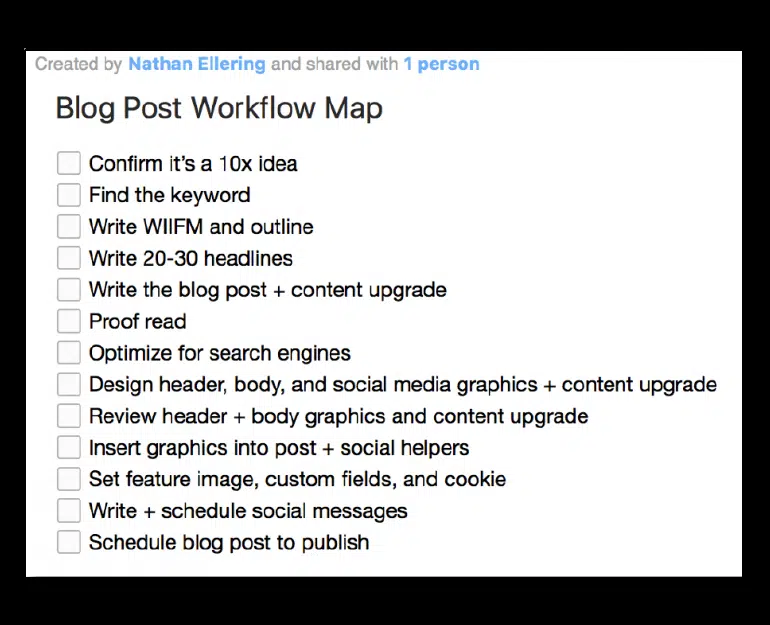 Created by Nathan Ellering and shared with 1 person
Blog Post Workflow Map
Confirm it's a 10x idea
Find the keyword
Write WIIFM and outline
Write 20-30 headlines
Write the blog post + content upgrade
Proof read
Optimize for search engines
Design header, body, and social media graphics + content upgrade
Review header + body graphics and content upgrade
Insert graphics into post + social helpers
Set feature image, custom fields, and cookie
Write + schedule social messages
Schedule blog post to publish